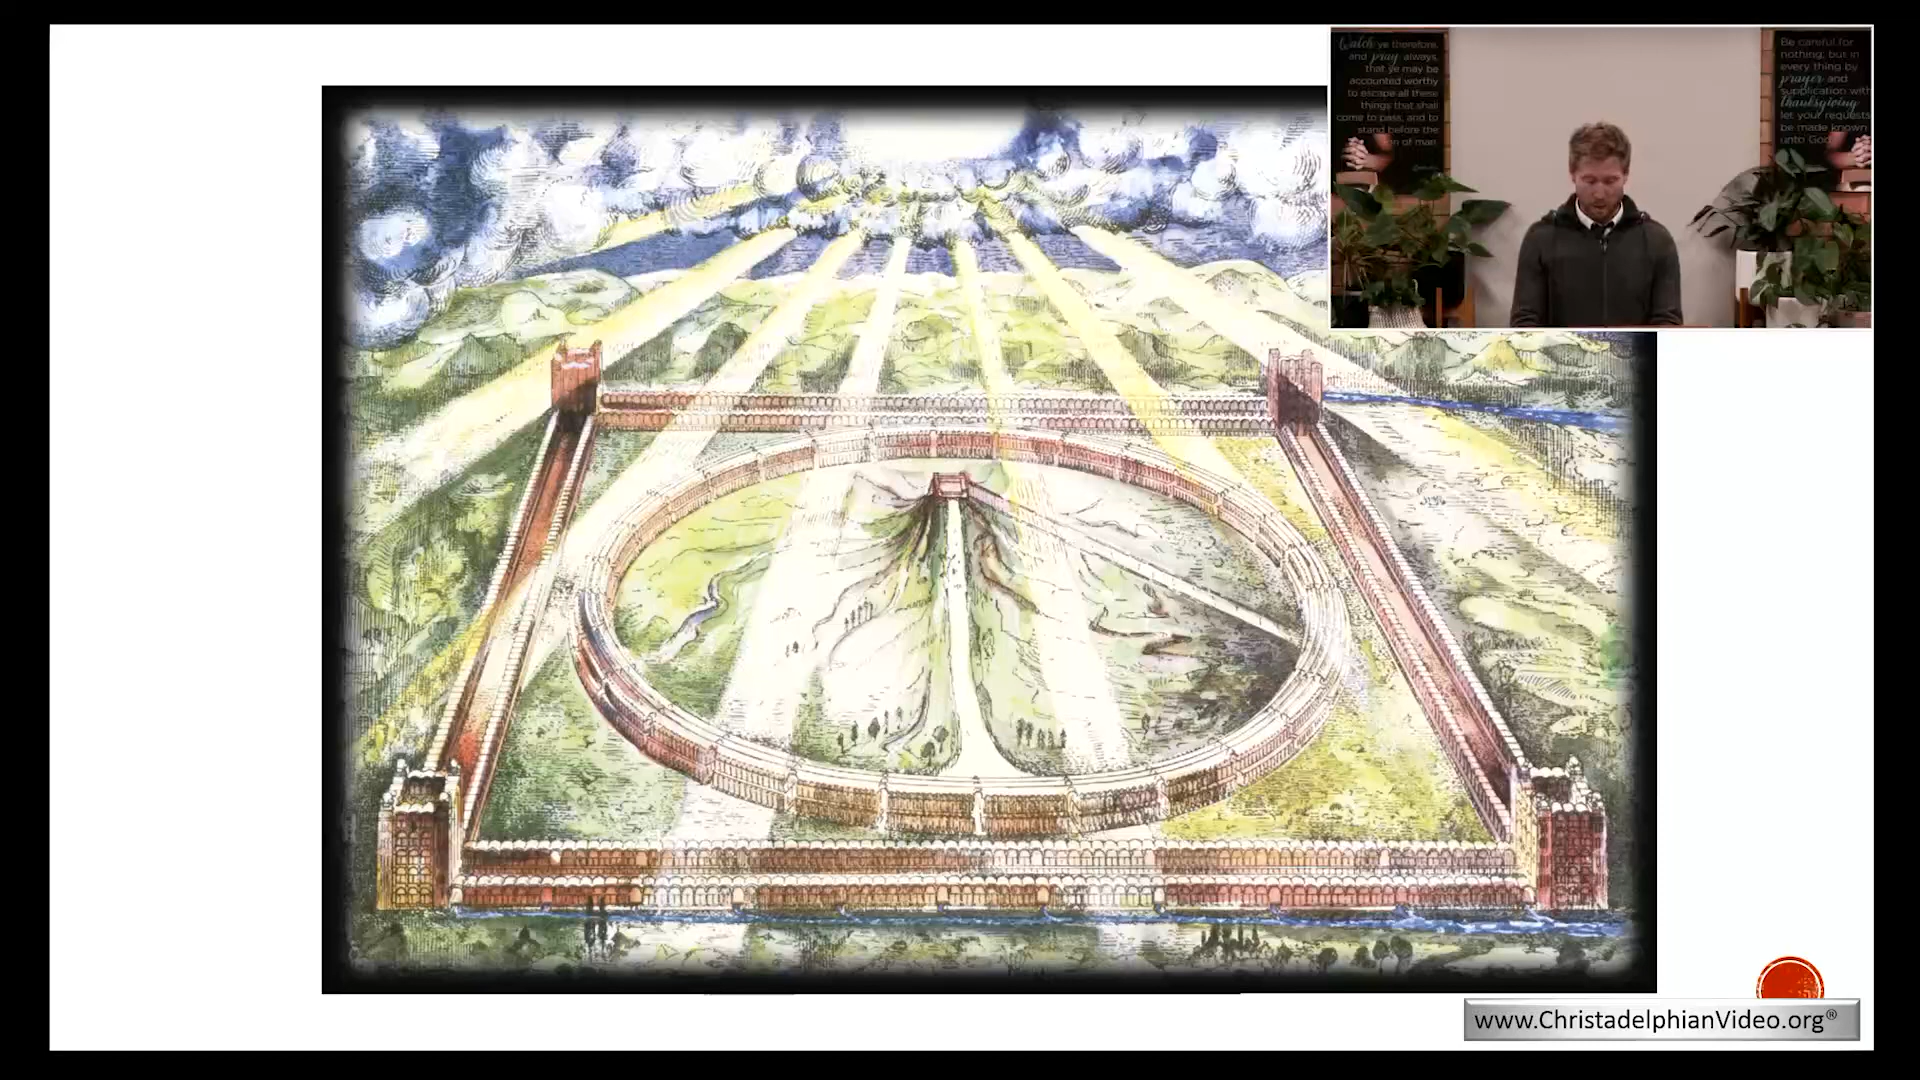 Watch ye therefore,
and pray always,
that ye may be
accounted worthy
to escape all these
things that shall
come to pass, and to
stand before the
n of man.
Be careful for
nothing; but in
every thing by
prayer and
supplication with
thanksgiving
let your requests
be made known
unto God
www.ChristadelphianVideo.org®